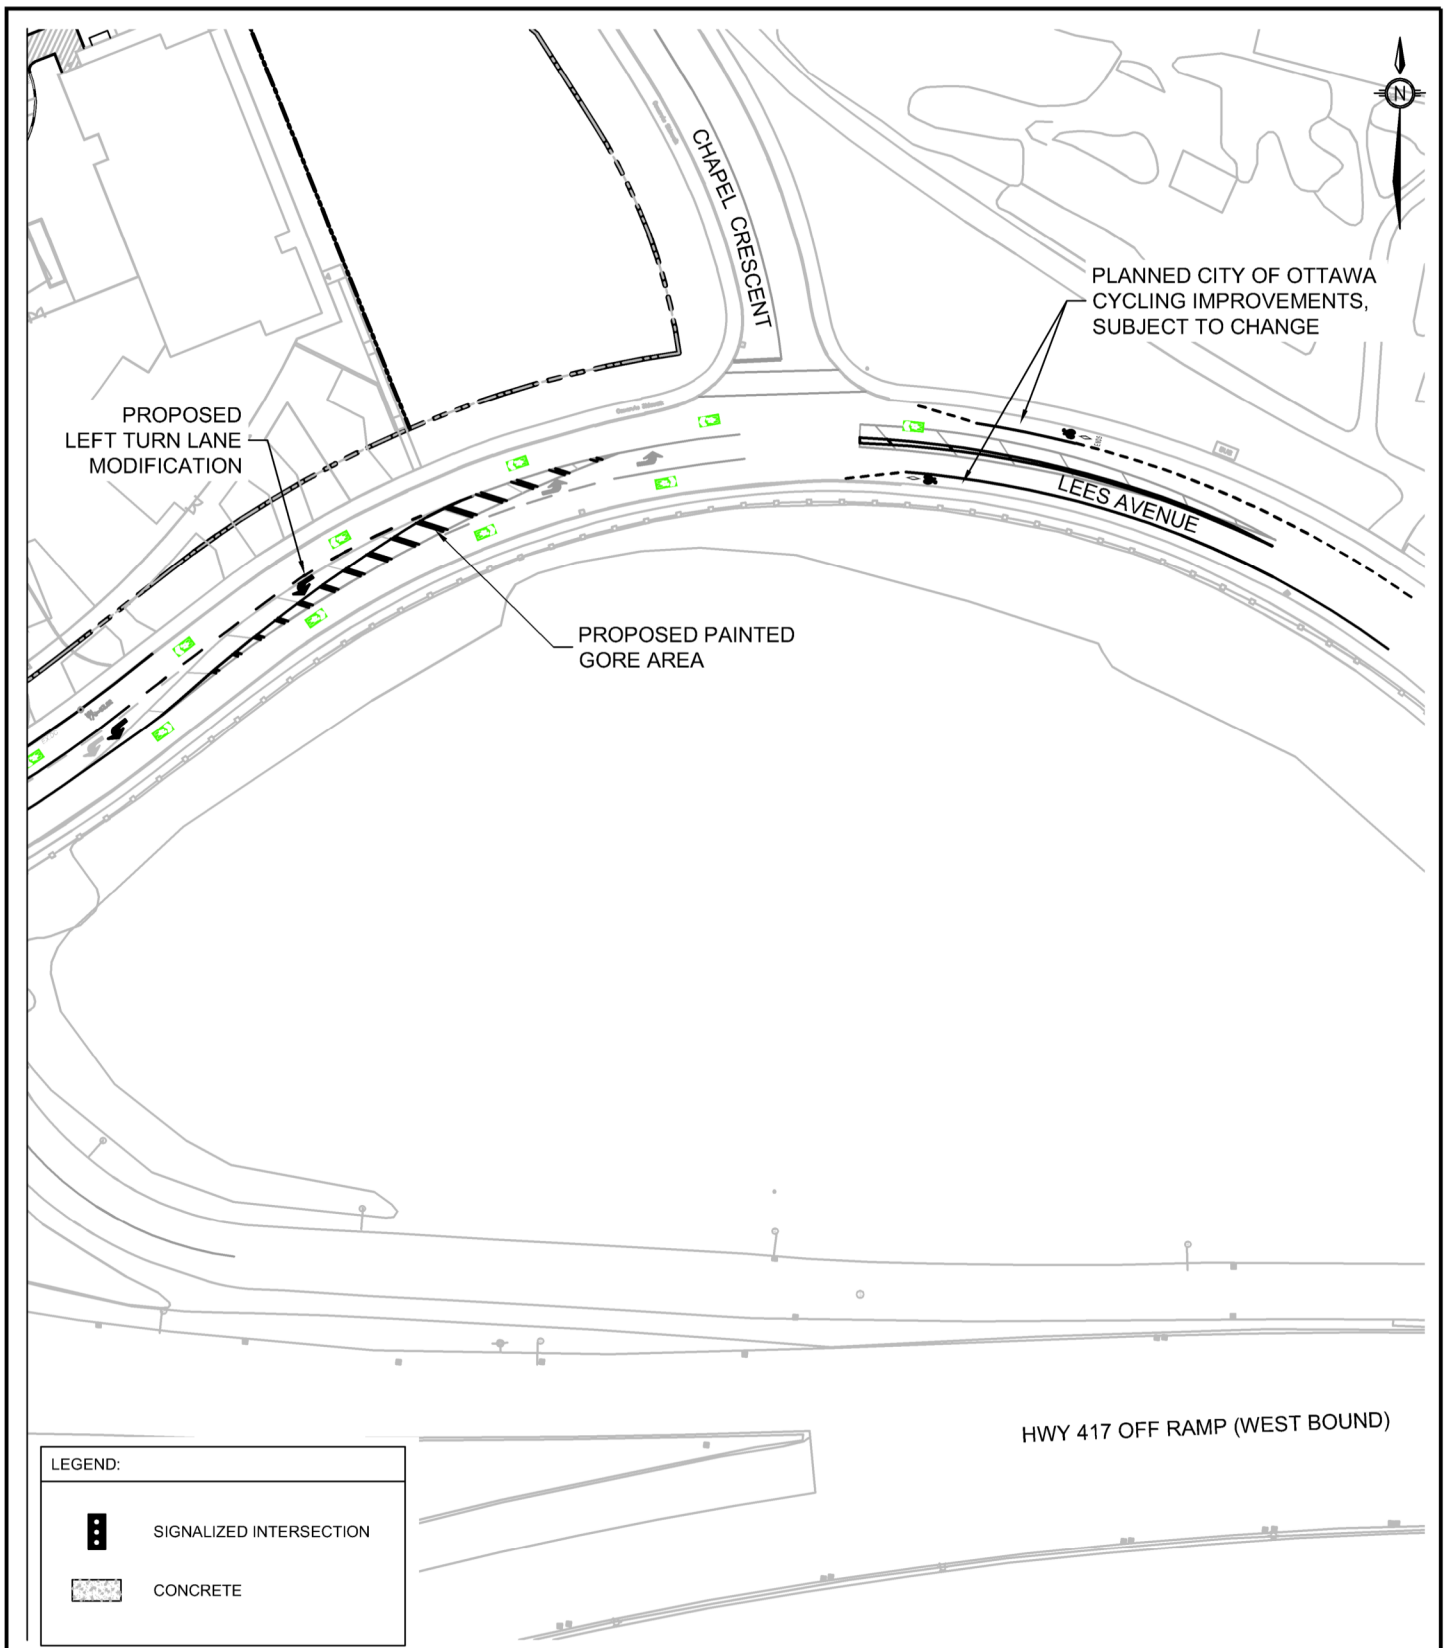 N
CHAPEL CRESCENT
PLANNED CITY OF OTTAWA
CYCLING IMPROVEMENTS,
SUBJECT TO CHANGE
PROPOSED
LEFT TURN LANE
MODIFICATION
LEES AVENUE
PROPOSED PAINTED
GORE AREA
HWY 417 OFF RAMP (WEST BOUND)
LEGEND:
SIGNALIZED INTERSECTION
CONCRETE